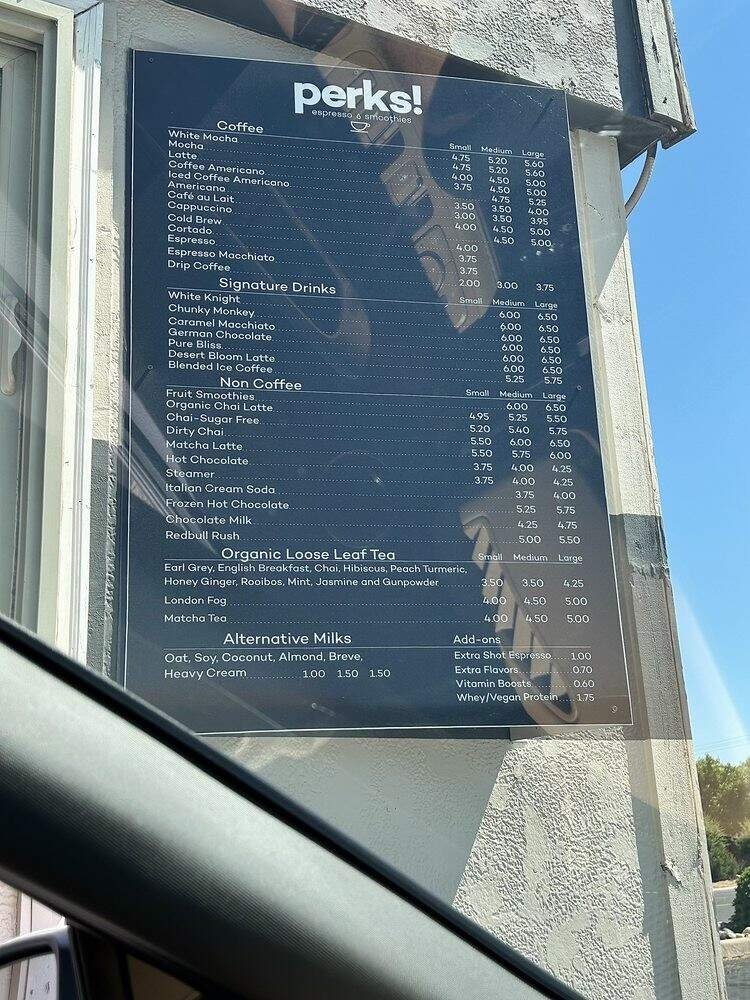 perks!
espresso & smoothies
Coffee Small Medium Large
White Mocha 4.75 5.20 5.60
Mocha 4.75 5.20 5.60
Latte 4.00 4.50 5.00
Coffee Americano 3.75 4.50 5.00
Iced Coffee Americano 4.75 5.25
Americano 3.50 3.50 4.00
Café au Lait 3.00 3.50 3.95
Cappuccino 4.00 4.50 5.00
Cold Brew 4.50 5.00
Cortado 4.00
Espresso 3.75
Espresso Macchiato 3.75
Drip Coffee 2.00 3.00 3.75
Signature Drinks Small Medium Large
White Knight 6.00 6.50
Chunky Monkey 6.00 6.50
Caramel Macchiato 6.00 6.50
German Chocolate 6.00 6.50
Pure Bliss 6.00 6.50
Desert Bloom Latte 6.00 6.50
Blended Ice Coffee 5.25 5.75
Non Coffee Small Medium Large
Fruit Smoothies 6.00 6.50
Organic Chai Latte 4.95 5.25 5.50
Chai-Sugar Free 5.20 5.40 5.75
Dirty Chai 5.50 6.00 6.50
Matcha Latte 5.50 5.75 6.00
Hot Chocolate 3.75 4.00 4.25
Steamer 3.75 4.00 4.25
Italian Cream Soda 3.75 4.00
Frozen Hot Chocolate 5.25 5.75
Chocolate Milk 4.25 4.75
Redbull Rush 5.00 5.50
Organic Loose Leaf Tea Small Medium Large
Earl Grey, English Breakfast, Chai, Hibiscus, Peach Turmeric,
Honey Ginger, Rooibos, Mint, Jasmine and Gunpowder 3.50 3.50 4.25
London Fog 4.00 4.50 5.00
Matcha Tea 4.00 4.50 5.00
Alternative Milks
Oat, Soy, Coconut, Almond, Breve,
Heavy Cream 1.00 1.50 1.50
Add-ons
Extra Shot Espresso 1.00
Extra Flavors 0.70
Vitamin Boosts 0.60
Whey/Vegan Protein 1.75